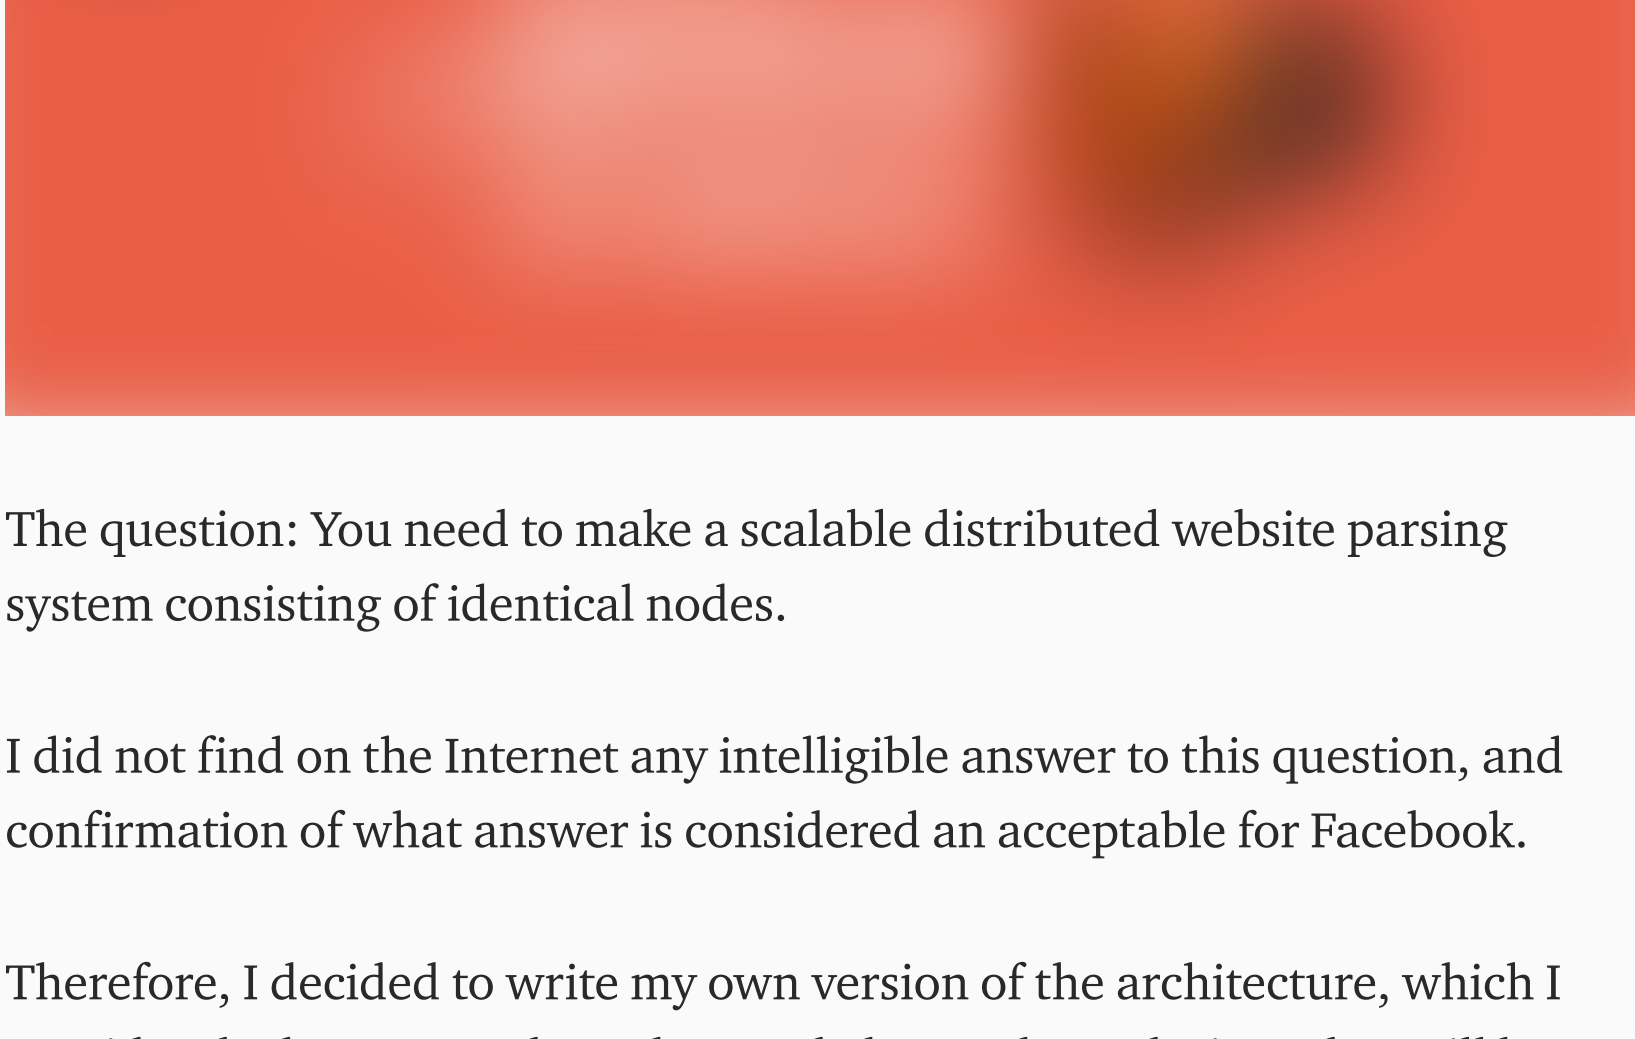 The question: You need to make a scalable distributed website parsing
system consisting of identical nodes.
I did not find on the Internet any intelligible answer to this question, and
confirmation of what answer is considered an acceptable for Facebook.
Therefore, I decided to write my own version of the architecture, which I